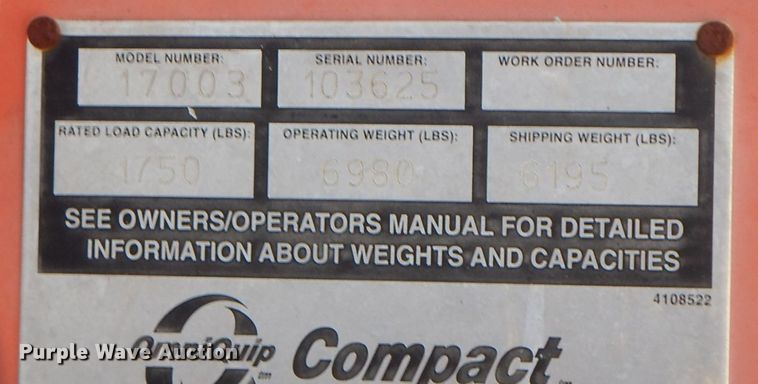 MODEL NUMBER: SERIAL NUMBER: WORK ORDER NUMBER:
17003 103625
RATED LOAD CAPACITY (LBS): OPERATING WEIGHT (LBS): SHIPPING WEIGHT (LBS):
1750 6980 6195
SEE OWNERS/OPERATORS MANUAL FOR DETAILED
INFORMATION ABOUT WEIGHTS AND CAPACITIES
4108522
OmniQuip Compact
Purple Wave Auction